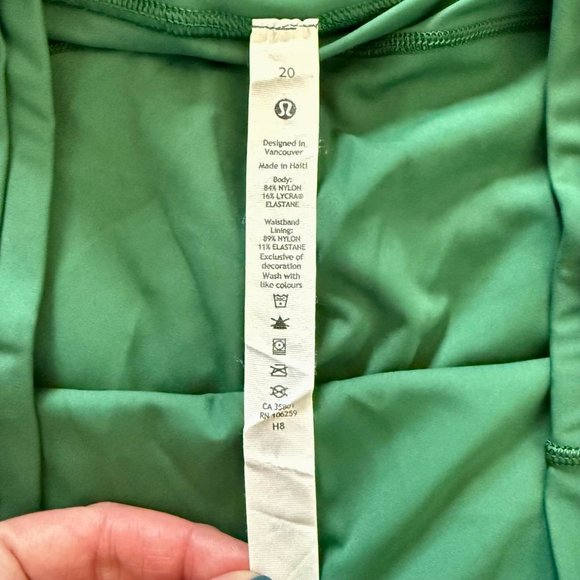 20
Designed in
Vancouver
Made in Haiti
Body:
84% NYLON
16% LYCRA®
ELASTANE
Waistband
Lining:
89% NYLON
11% ELASTANE
Exclusive of
decoration
Wash with
like colours
CA 35801
RN 106259
H8